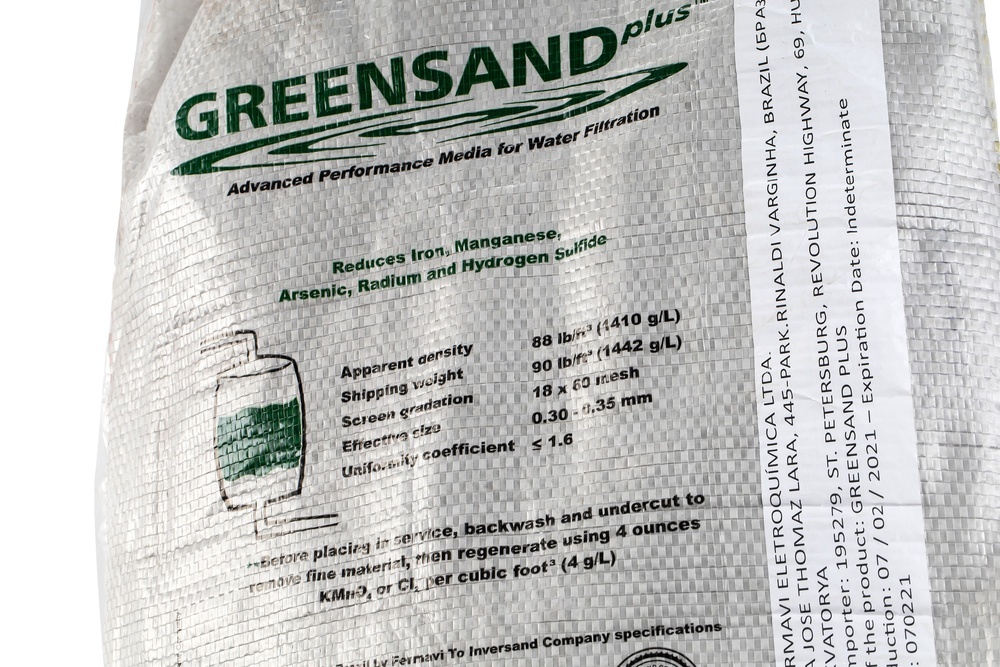 GREENSANDplus™
Advanced Performance Media for Water Filtration
Reduces Iron, Manganese,
Arsenic, Radium and Hydrogen Sulfide
Apparent density 88 lb/ft³ (1410 g/L)
Shipping weight 90 lb/ft³ (1442 g/L)
Screen gradation 18 x 60 mesh
Effective size 0.30 - 0.35 mm
Uniformity coefficient ≤ 1.6
Before placing in service, backwash and undercut to
remove fine material, then regenerate using 4 ounces
KMnO₄ or Cl₂ per cubic foot³ (4 g/L)
by Fermavi To Inversand Company specifications
RMAVI ELETROQUÍMICA LTDA.
A JOSE THOMAZ LARA, 445-PARK.RINALDI VARGINHA, BRAZIL (БРАЗ
VATORYA
mporter: 195279, ST. PETERSBURG, REVOLUTION HIGHWAY, 69, HU
f the product: GREENSAND PLUS
duction: 07 / 02 / 2021 – Expiration Date: Indeterminate
: 070221